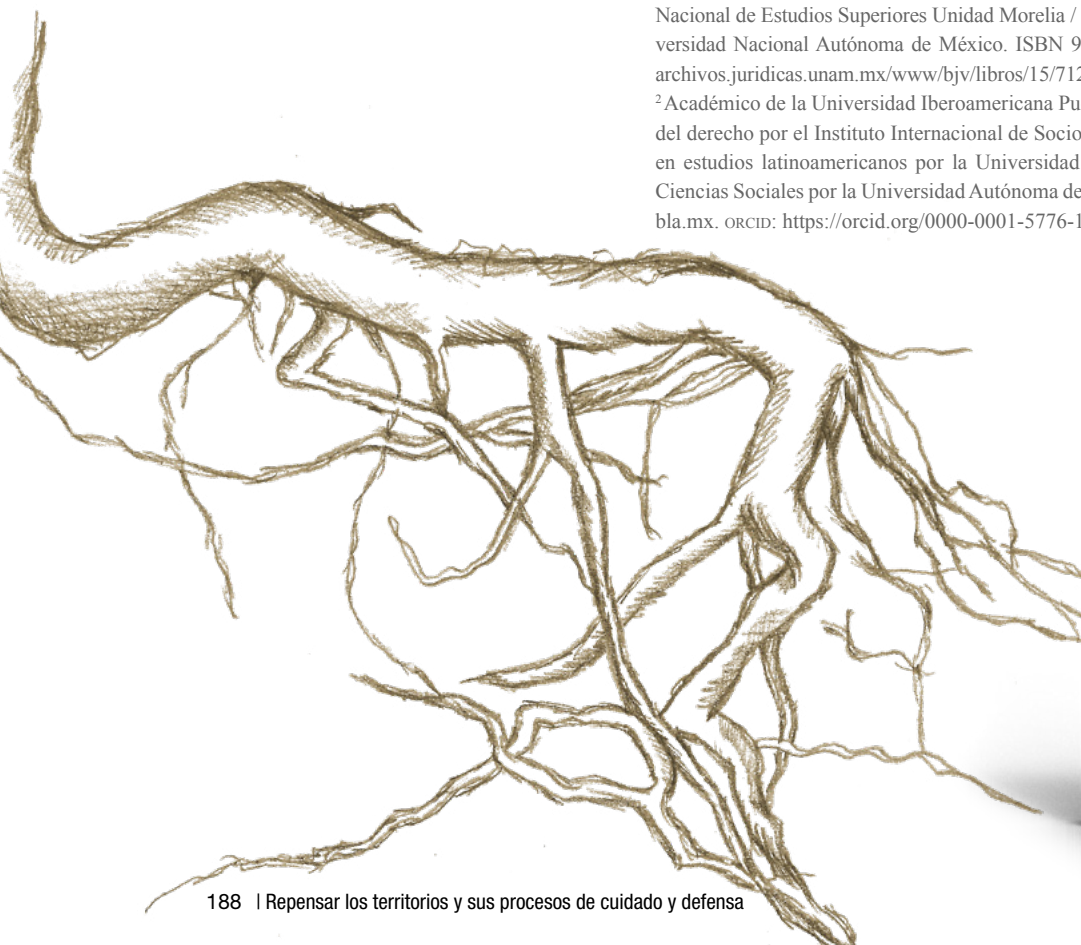 Nacional de Estudios Superiores Unidad Morelia /
versidad Nacional Autónoma de México. ISBN 9
archivos.juridicas.unam.mx/www/bjv/libros/15/712
² Académico de la Universidad Iberoamericana Pu
del derecho por el Instituto Internacional de Socio
en estudios latinoamericanos por la Universidad
Ciencias Sociales por la Universidad Autónoma de
bla.mx. ORCID: https://orcid.org/0000-0001-5776-1
188 | Repensar los territorios y sus procesos de cuidado y defensa